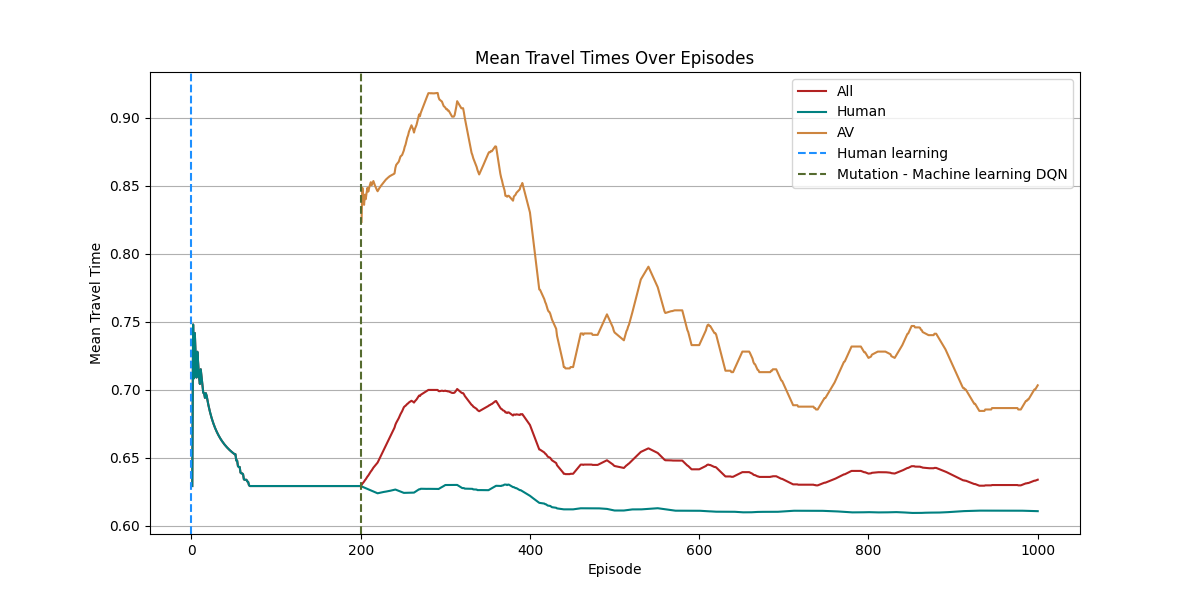 Mean Travel Times Over Episodes
Mean Travel Time
0.90
0.85
0.80
0.75
0.70
0.65
0.60
All
Human
AV
Human learning
Mutation - Machine learning DQN
0 200 400 600 800 1000
Episode